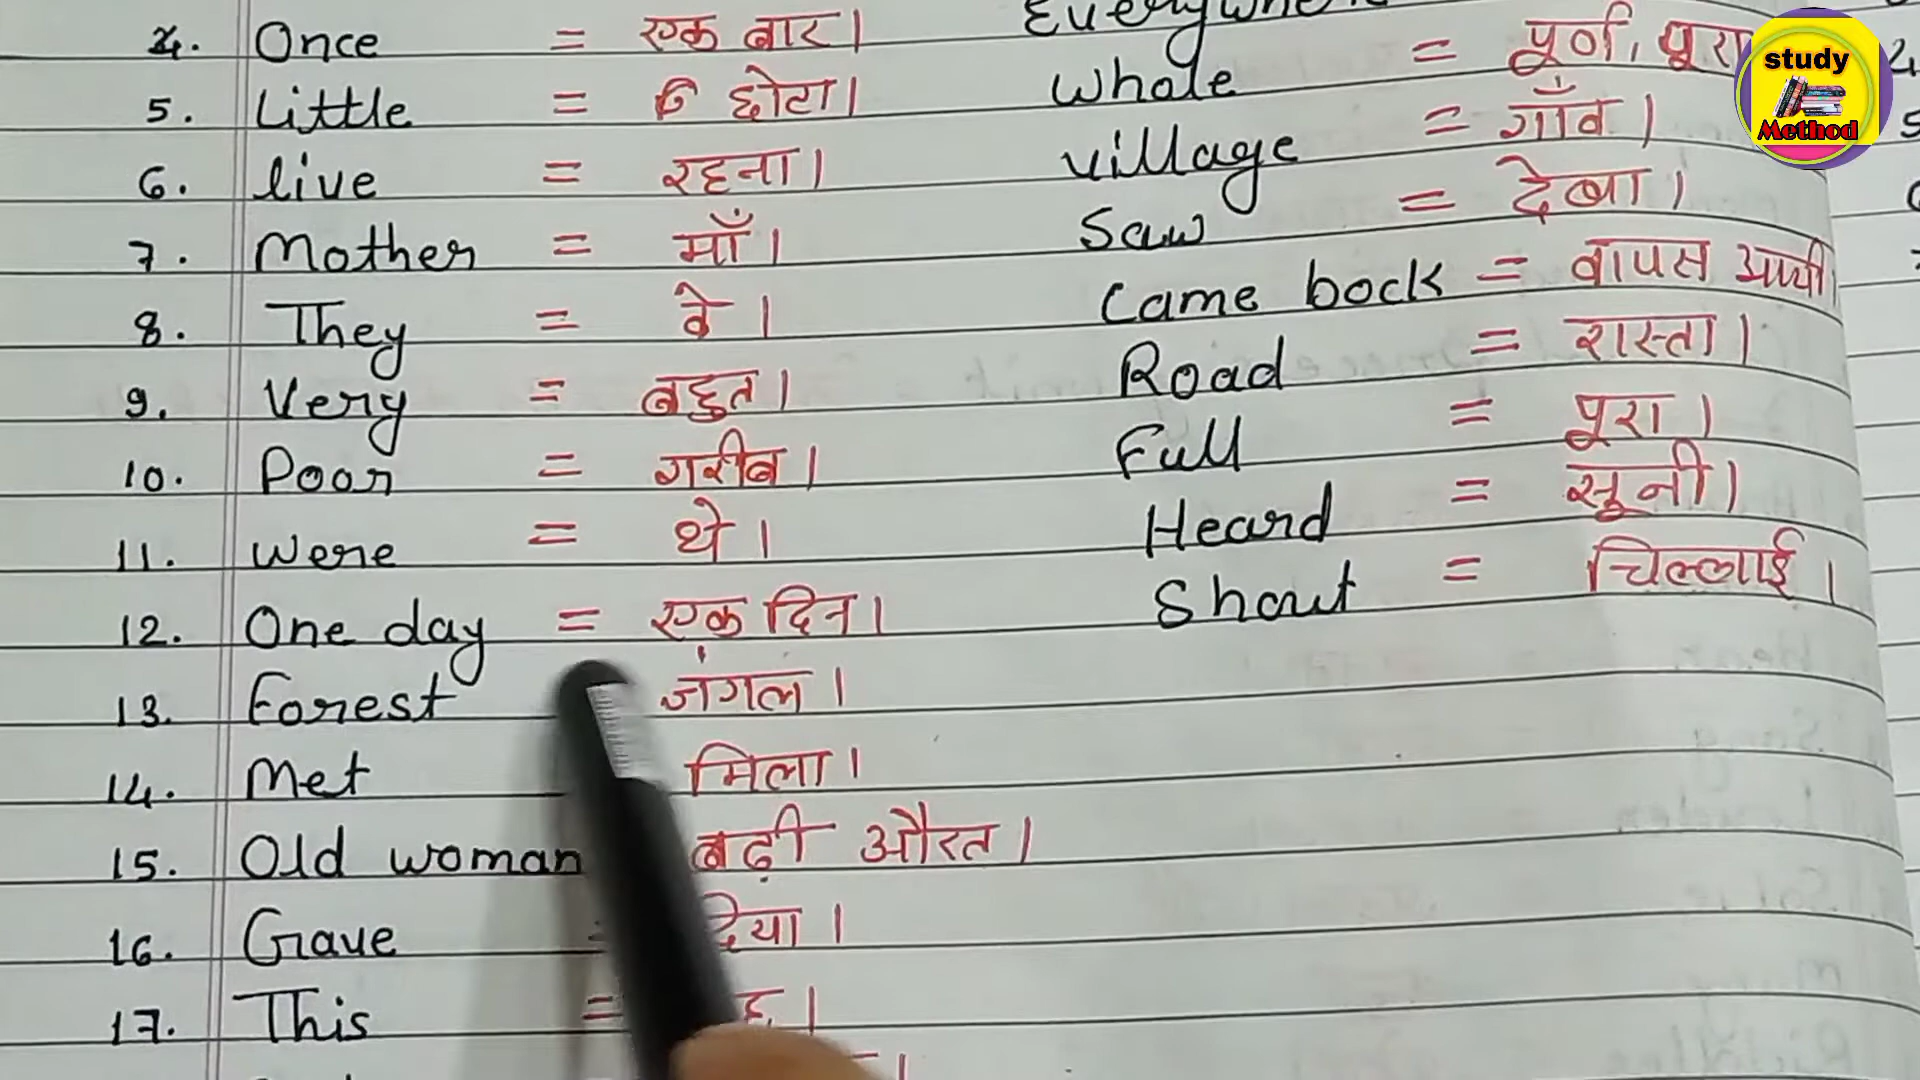 4. Once = एक बार।
5. Little = छोटा।
6. live = रहना।
7. Mother = माँ।
8. They = वे।
9. Very = बहुत।
10. Poor = गरीब।
11. were = थे।
12. One day = एक दिन।
13. Forest जंगल।
14. Met मिला।
15. Old woman बूढ़ी औरत।
16. Gave = दिया।
17. This =
whole = पूर्ण, पूरा
village = गाँव।
Saw = देखा।
Came bock = वापस आयी।
Road = रास्ता।
Full = पूरा।
Heard = सूनी।
Shout = चिल्लाई।
study
Method